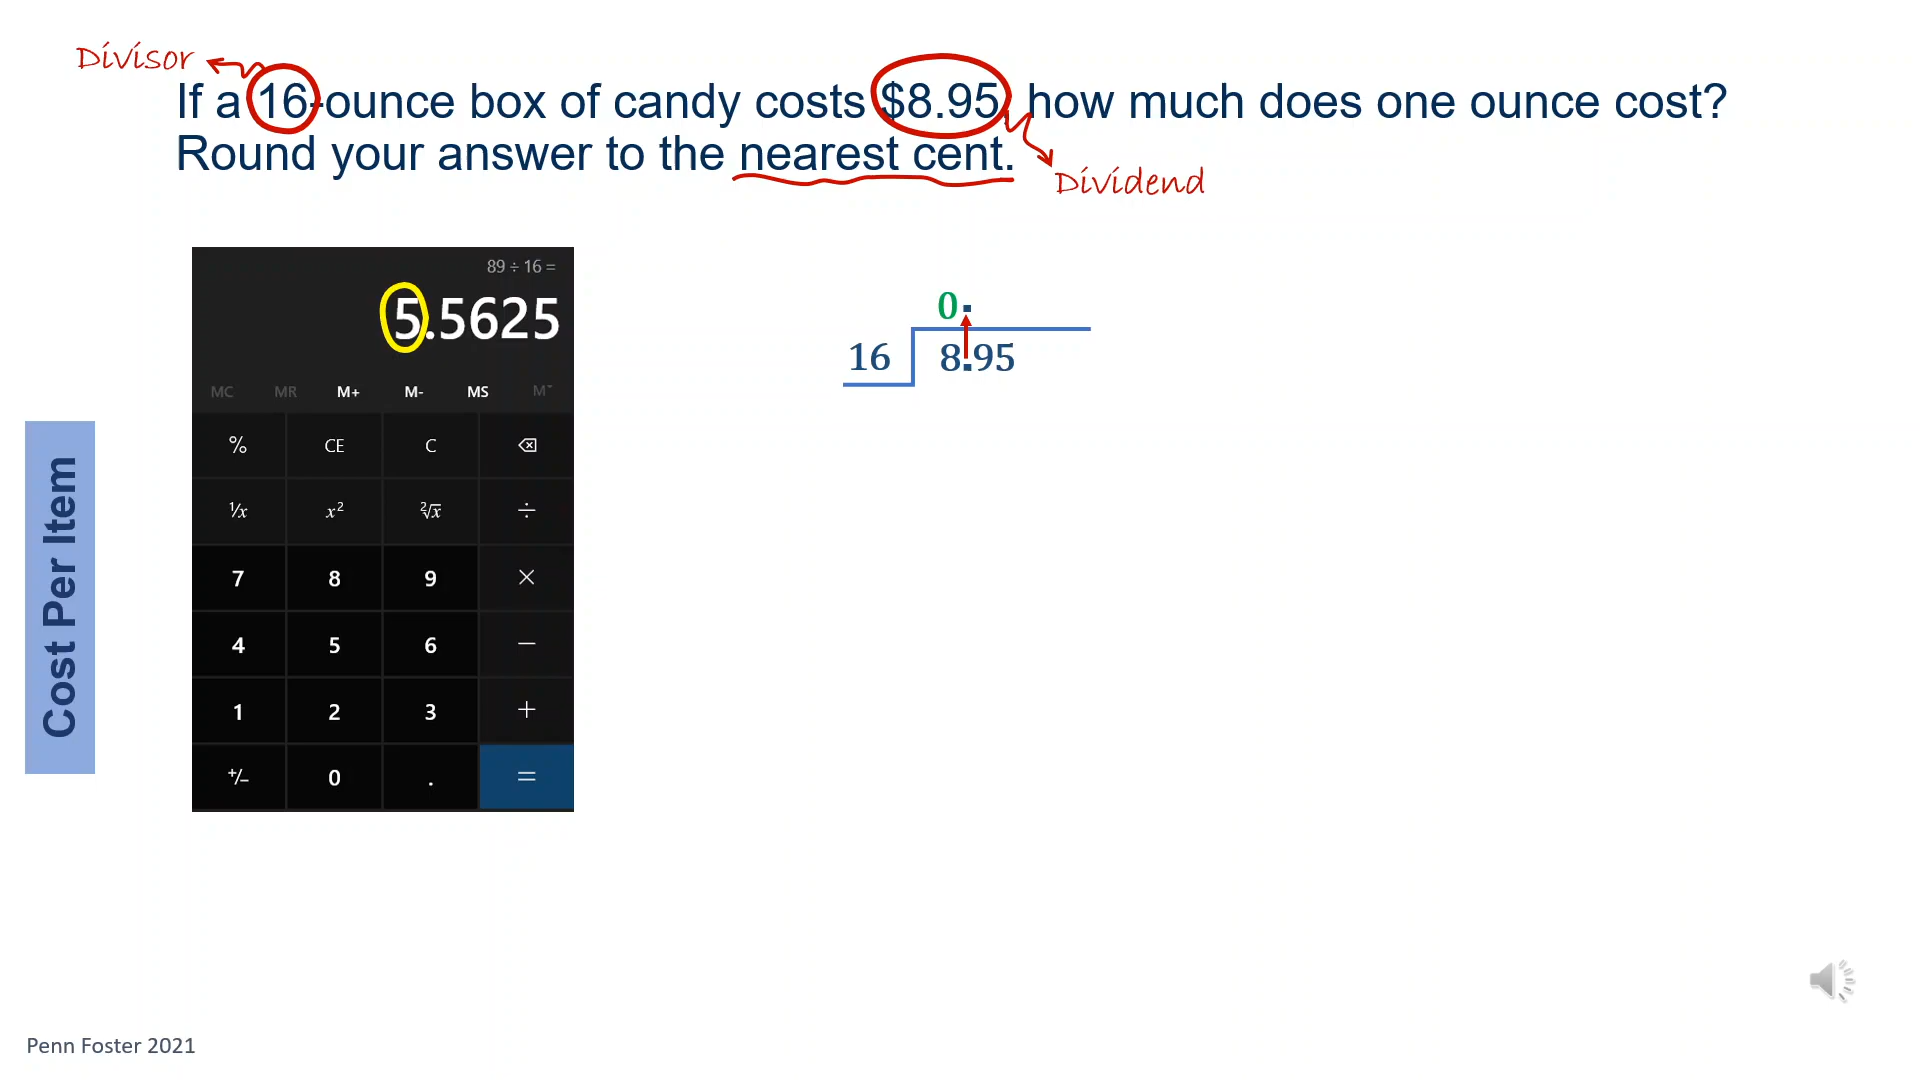 Divisor
If a 16-ounce box of candy costs $8.95, how much does one ounce cost?
Round your answer to the nearest cent.
Dividend
89 ÷ 16 =
5.5625
MC MR M+ M- MS M˅
% CE C ⌫
¹/x x² ²√x ÷
7 8 9 ×
4 5 6 −
1 2 3 +
+/− 0 . =
0.
16 8.95
Cost Per Item
Penn Foster 2021